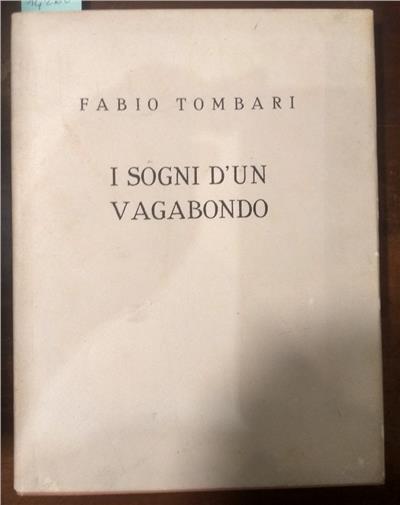 FABIO TOMBARI
I SOGNI D'UN
VAGABONDO